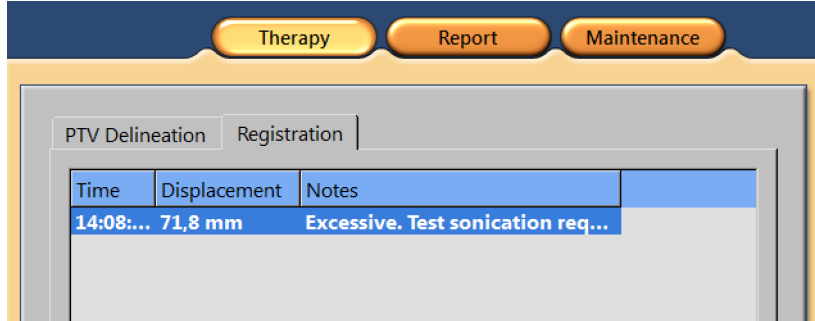 Therapy Report Maintenance
PTV Delineation Registration
Time Displacement Notes
14:08:... 71,8 mm Excessive. Test sonication req...